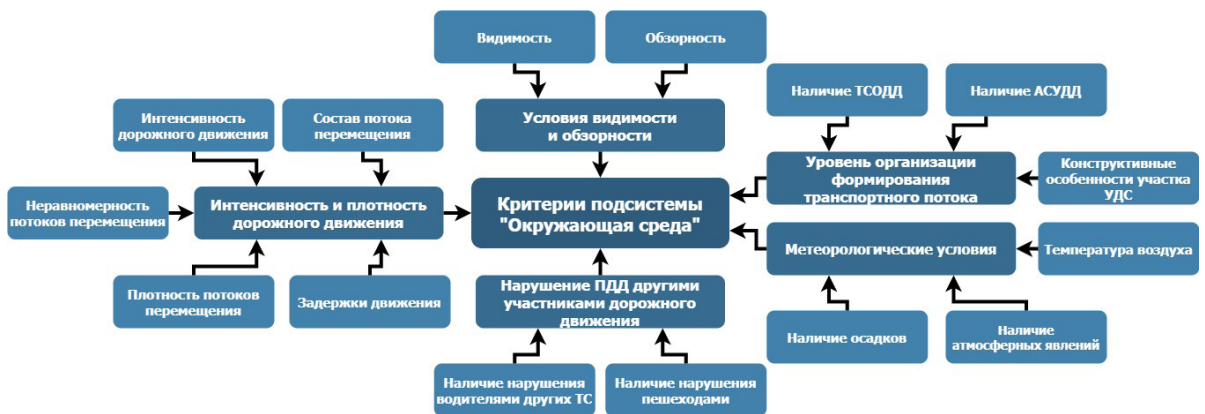 Видимость
Обзорность
Наличие ТСОДД
Наличие АСУДД
Интенсивность
дорожного движения
Состав потока
перемещения
Условия видимости
и обзорности
Уровень организации
формирования
транспортного потока
Конструктивные
особенности участка
УДС
Неравномерность
потоков перемещения
Интенсивность и плотность
дорожного движения
Критерии подсистемы
"Окружающая среда"
Метеорологические условия
Температура воздуха
Плотность потоков
перемещения
Задержки движения
Нарушение ПДД другими
участниками дорожного
движения
Наличие осадков
Наличие
атмосферных явлений
Наличие нарушения
водителями других ТС
Наличие нарушения
пешеходами